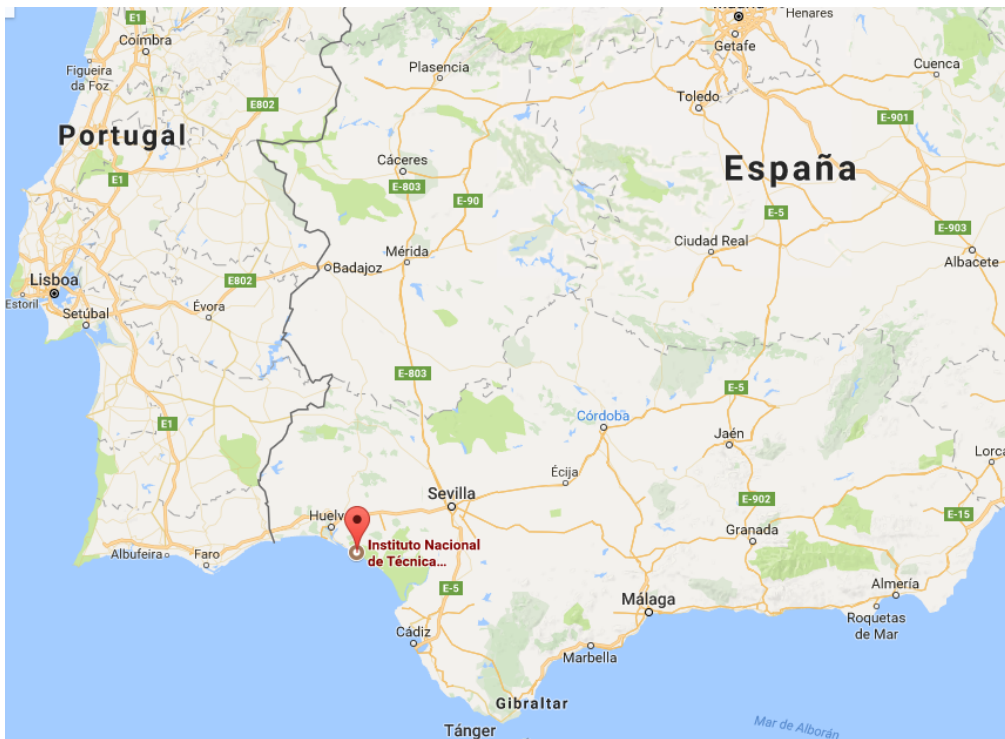 E1
Coímbra
Figueira
da Foz
E802
Portugal
E1
Plasencia
Madrid
Henares
Getafe
Cuenca
Toledo
E-901
Cáceres
E-803
España
E-90
E-5
E-903
Ciudad Real
Albacete
Mérida
Badajoz
E802
Lisboa
Estoril
Setúbal
Évora
E-803
E-5
E1
Córdoba
Jaén
Écija
Lorca
Sevilla
E-902
E-15
Huelv
Granada
Instituto Nacional
de Técnica...
Albufeira
Faro
E-5
Málaga
Almería
Roquetas
de Mar
Cádiz
Marbella
Gibraltar
Tánger
Mar de Alborán